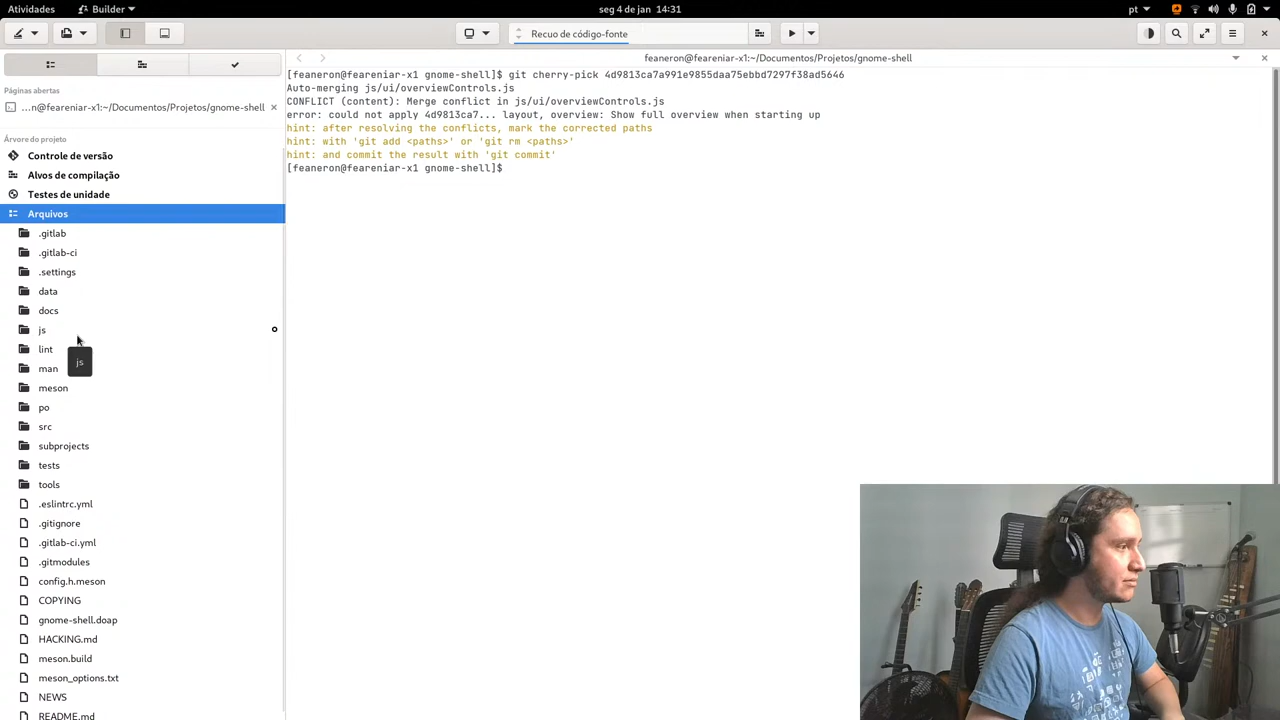 Atividades
Builder
seg 4 de jan 14:31
pt
Recuo de código-fonte
Páginas abertas
...n@feareniar-x1:~/Documentos/Projetos/gnome-shell
Árvore do projeto
Controle de versão
Alvos de compilação
Testes de unidade
Arquivos
.gitlab
.gitlab-ci
.settings
data
docs
js
lint
js
man
meson
po
src
subprojects
tests
tools
.eslintrc.yml
.gitignore
.gitlab-ci.yml
.gitmodules
config.h.meson
COPYING
gnome-shell.doap
HACKING.md
meson.build
meson_options.txt
NEWS
README.md
feaneron@feareniar-x1:~/Documentos/Projetos/gnome-shell
[feaneron@feareniar-x1 gnome-shell]$ git cherry-pick 4d9813ca7a991e9855daa75ebbd7297f38ad5646
Auto-merging js/ui/overviewControls.js
CONFLICT (content): Merge conflict in js/ui/overviewControls.js
error: could not apply 4d9813ca7... layout, overview: Show full overview when starting up
hint: after resolving the conflicts, mark the corrected paths
hint: with 'git add <paths>' or 'git rm <paths>'
hint: and commit the result with 'git commit'
[feaneron@feareniar-x1 gnome-shell]$